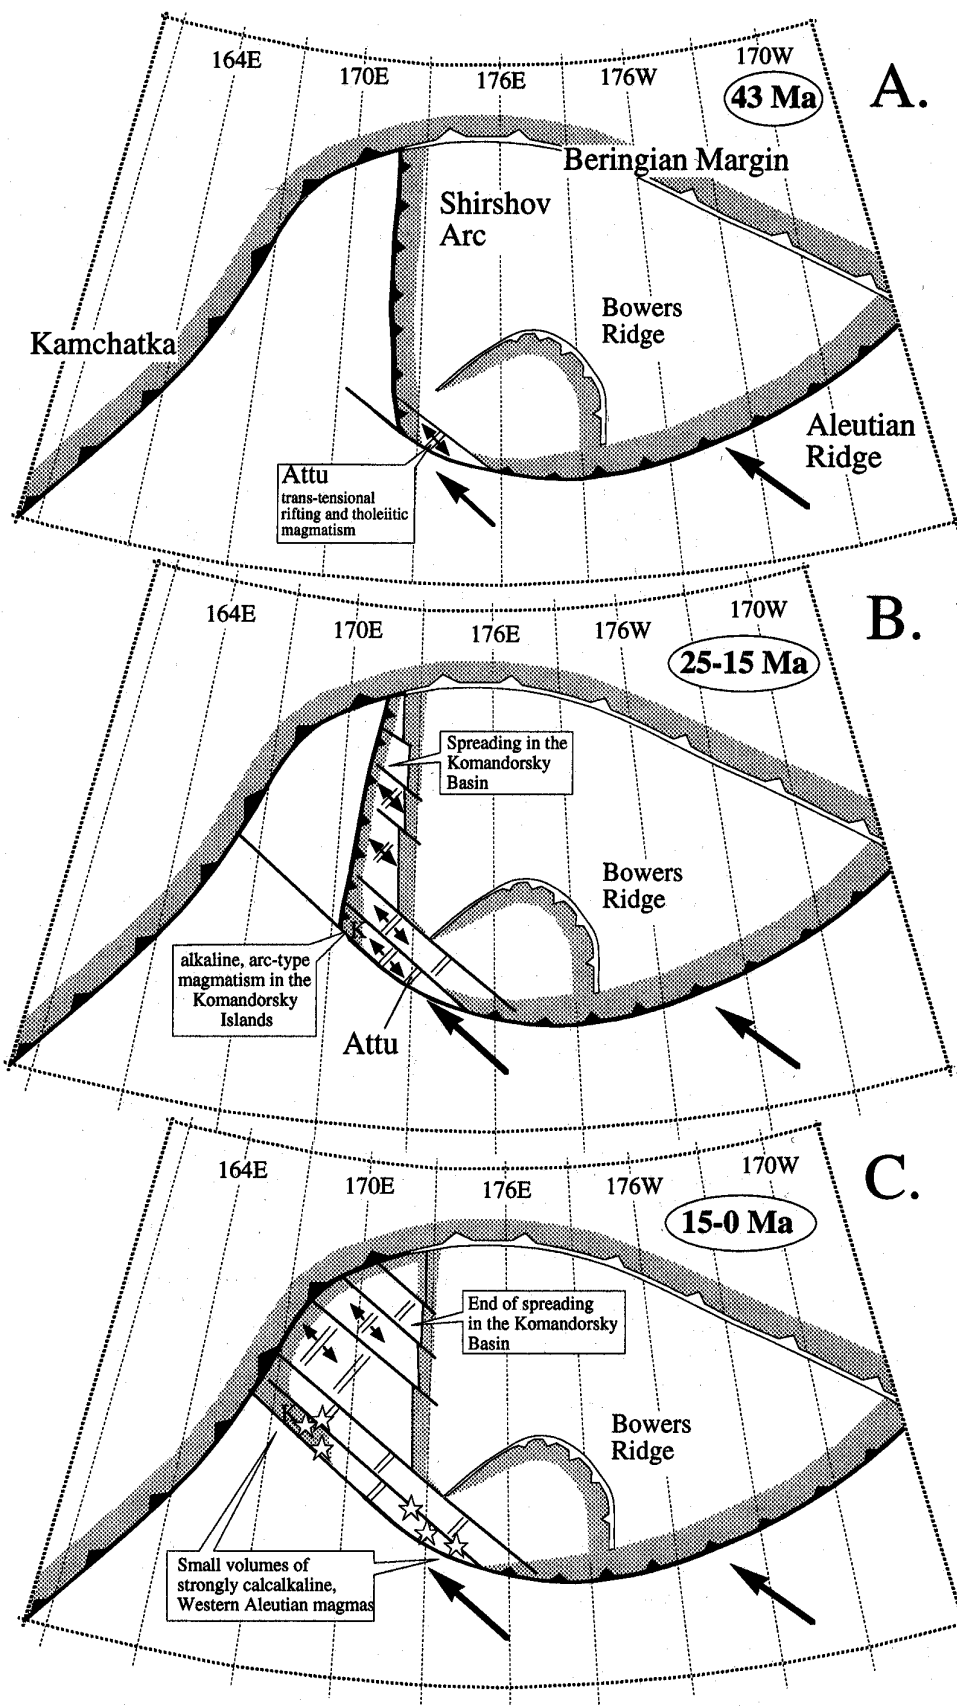 164E
170E
176E
176W
170W
43 Ma
A.
Beringian Margin
Shirshov
Arc
Bowers
Ridge
Kamchatka
Aleutian
Ridge
Attu
trans-tensional
rifting and tholeiitic
magmatism
164E
170E
176E
176W
170W
B.
25-15 Ma
Spreading in the
Komandorsky
Basin
Bowers
Ridge
K
alkaline, arc-type
magmatism in the
Komandorsky
Islands
Attu
164E
170E
176E
176W
170W
C.
15-0 Ma
End of spreading
in the Komandorsky
Basin
K
Bowers
Ridge
Small volumes of
strongly calcalkaline,
Western Aleutian magmas